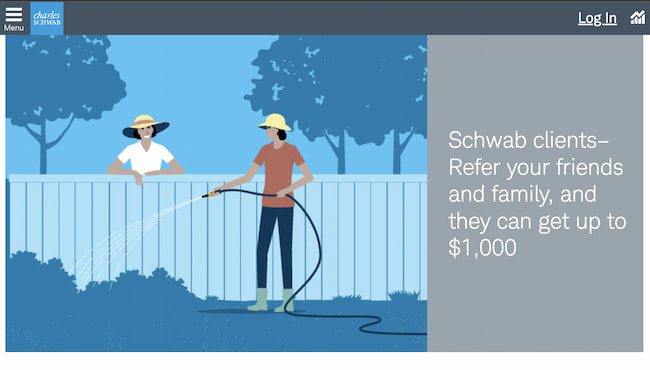 Menu
charles
SCHWAB
Log In
Schwab clients–
Refer your friends
and family, and
they can get up to
$1,000